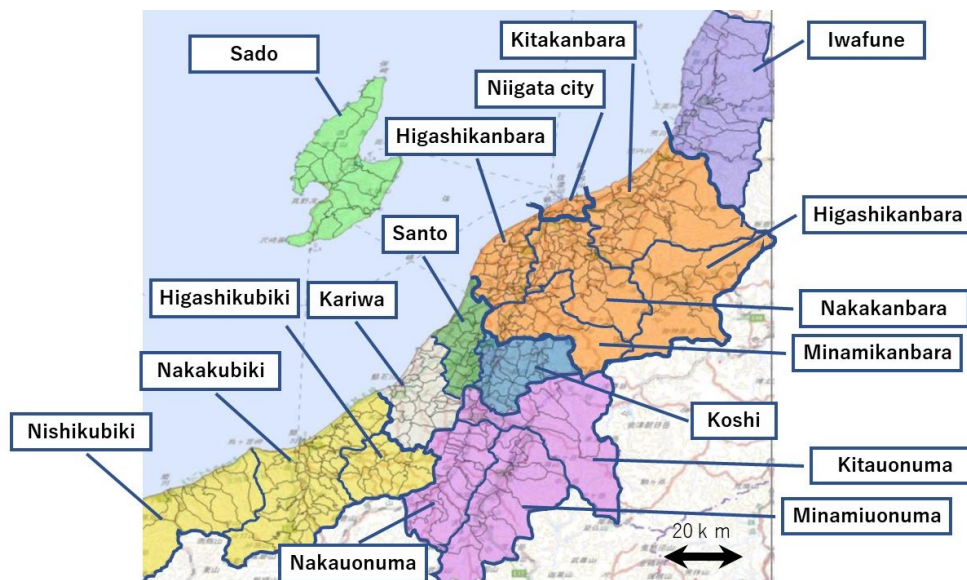 Kitakanbara
Iwafune
Sado
Niigata city
Higashikanbara
Higashikanbara
Santo
Higashikubiki
Kariwa
Nakakanbara
Minamikanbara
Nakakubiki
Koshi
Nishikubiki
Kitauonuma
Minamiuonuma
20 k m
Nakauonuma